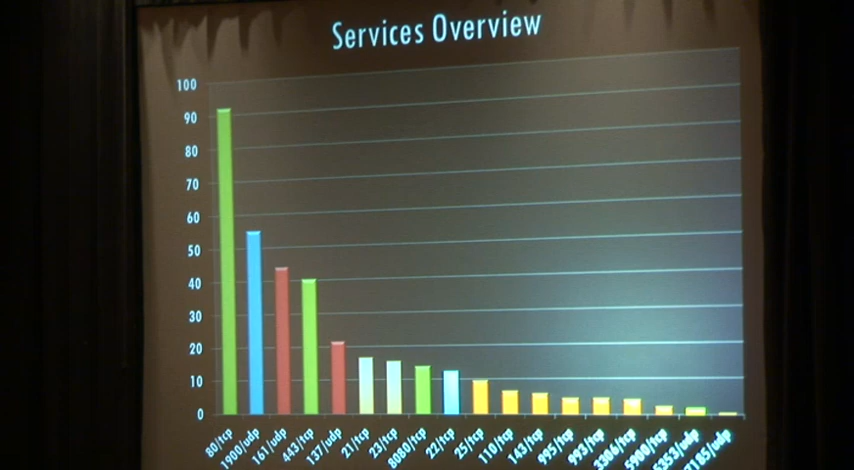 Services Overview
100
90
80
70
60
50
40
30
20
10
0
80/tcp
1900/udp
161/udp
443/tcp
137/udp
21/tcp
23/tcp
8080/tcp
22/tcp
25/tcp
110/tcp
143/tcp
995/tcp
993/tcp
3306/tcp
5900/tcp
5353/udp